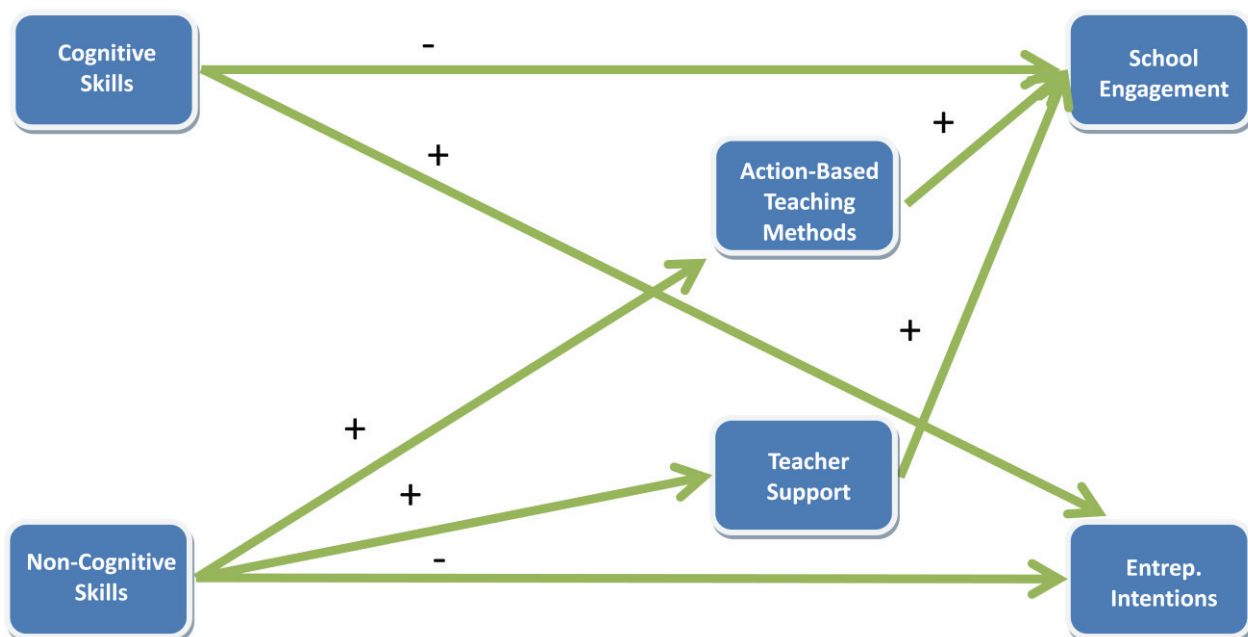 Cognitive
Skills
-
School
Engagement
+
+
Action-Based
Teaching
Methods
+
+
+
Teacher
Support
Non-Cognitive
Skills
-
Entrep.
Intentions